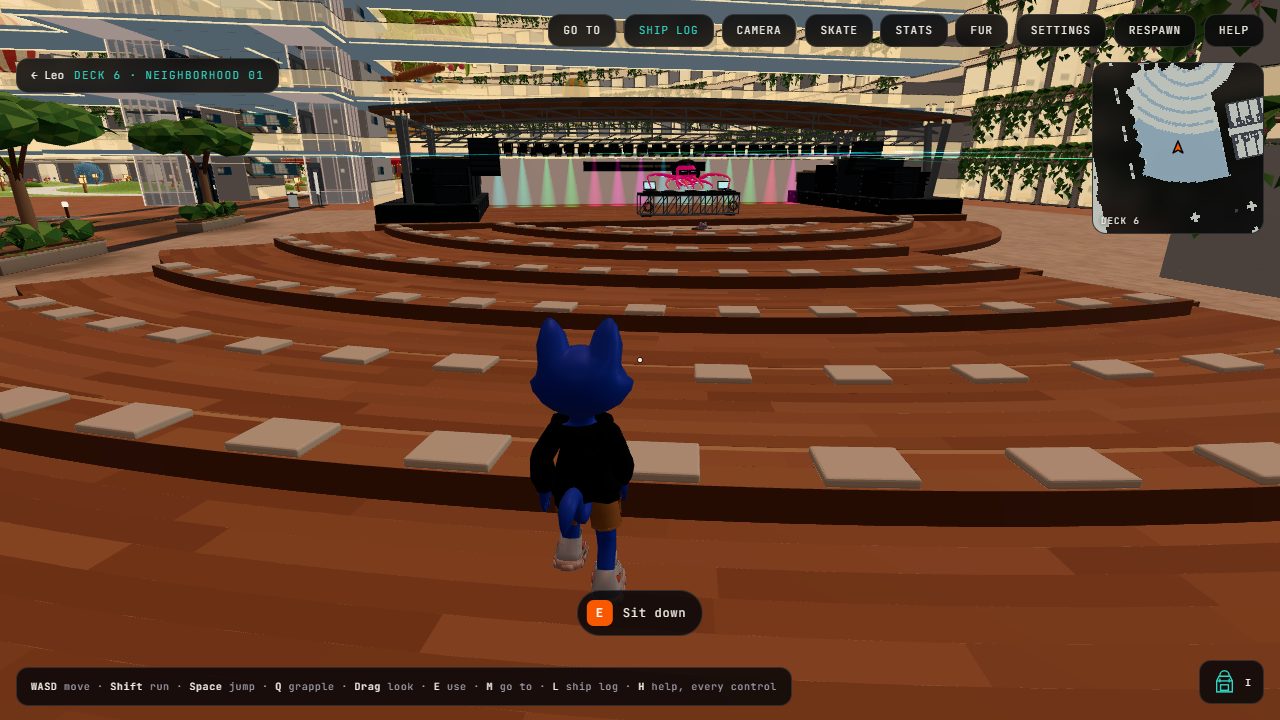 GO TO
SHIP LOG
CAMERA
SKATE
STATS
FUR
SETTINGS
RESPAWN
HELP
← Leo DECK 6 · NEIGHBORHOOD 01
DECK 6
E Sit down
WASD move · Shift run · Space jump · Q grapple · Drag look · E use · M go to · L ship log · H help, every control
I